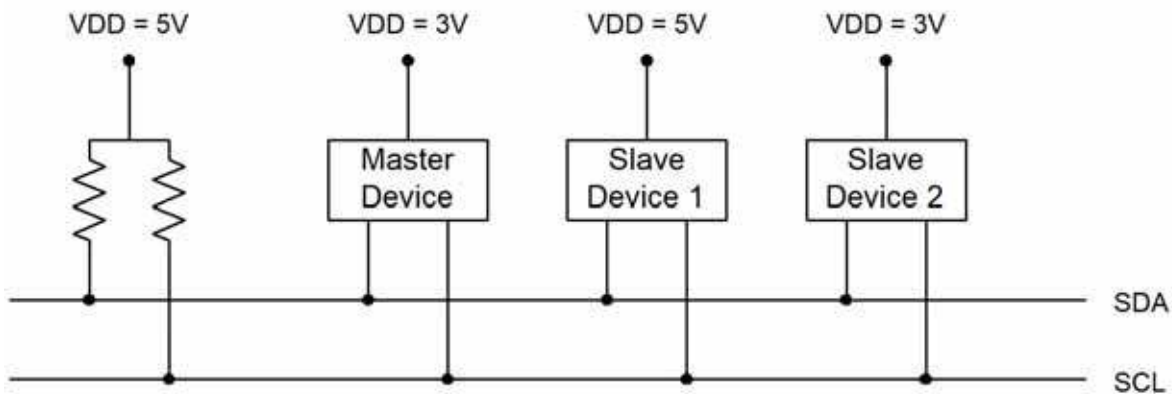 VDD = 5V
VDD = 3V
VDD = 5V
VDD = 3V
Master
Device
Slave
Device 1
Slave
Device 2
SDA
SCL